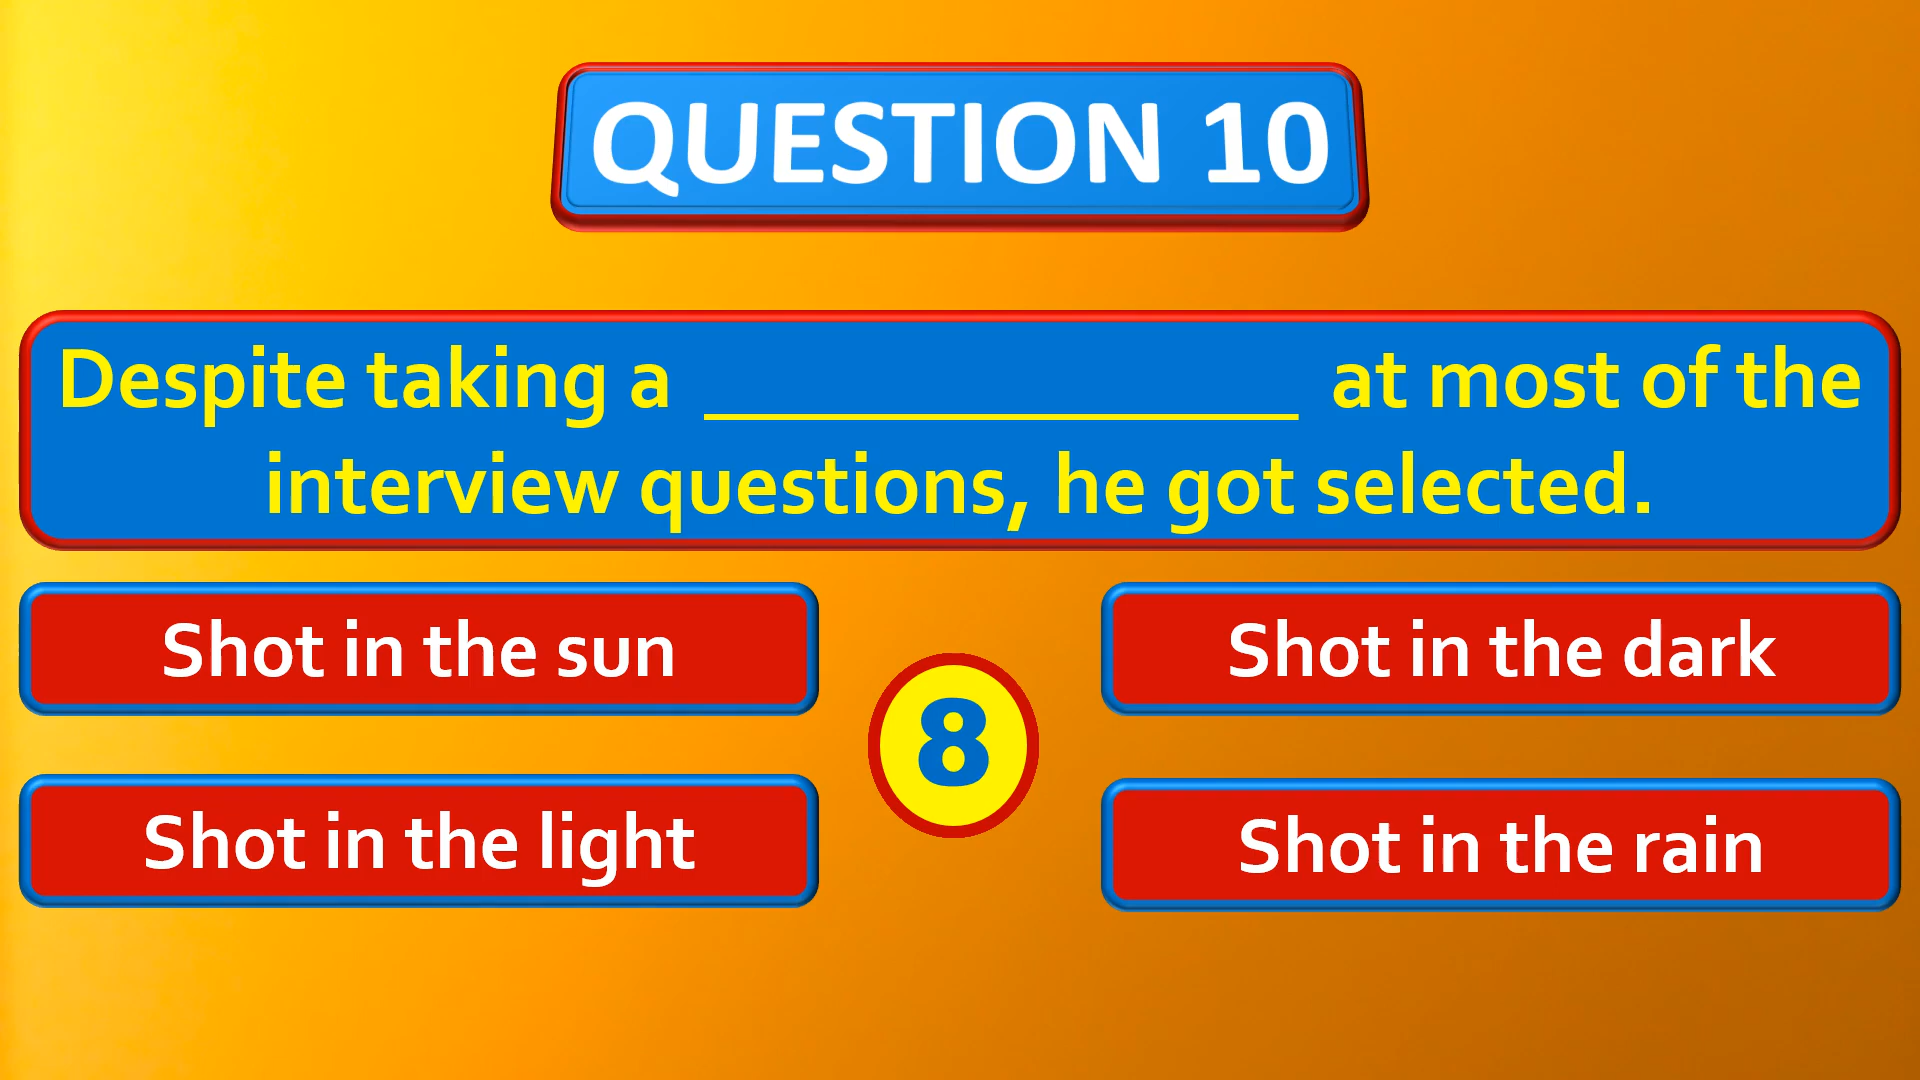 QUESTION 10
Despite taking a ______________ at most of the
interview questions, he got selected.
Shot in the sun
Shot in the dark
8
Shot in the light
Shot in the rain